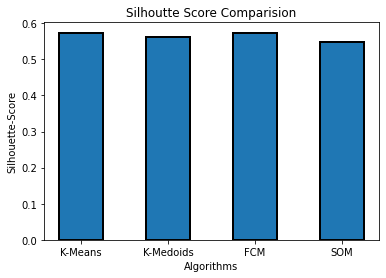 Silhoutte Score Comparision
0.6
0.5
0.4
0.3
0.2
0.1
0.0
Silhouette-Score
K-Means
K-Medoids
FCM
SOM
Algorithms